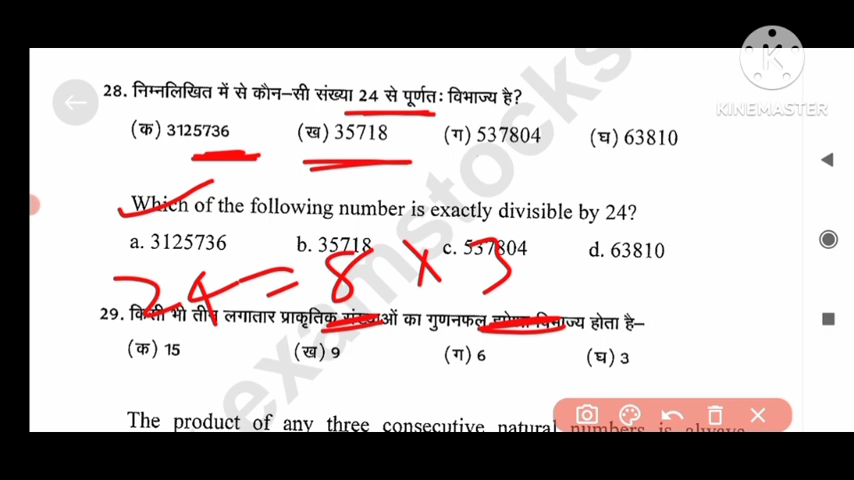 KINEMASTER
28. निम्नलिखित में से कौन-सी संख्या 24 से पूर्णतः विभाज्य है?
(क) 3125736 (ख) 35718 (ग) 537804 (घ) 63810
Which of the following number is exactly divisible by 24?
a. 3125736 b. 35718 c. 537804 d. 63810
24 = 8 × 3
29. किसी भी तीन लगातार प्राकृतिक संख्याओं का गुणनफल हमेशा विभाज्य होता है–
(क) 15 (ख) 9 (ग) 6 (घ) 3
The product of any three consecutive natural numbers is always
examstocks